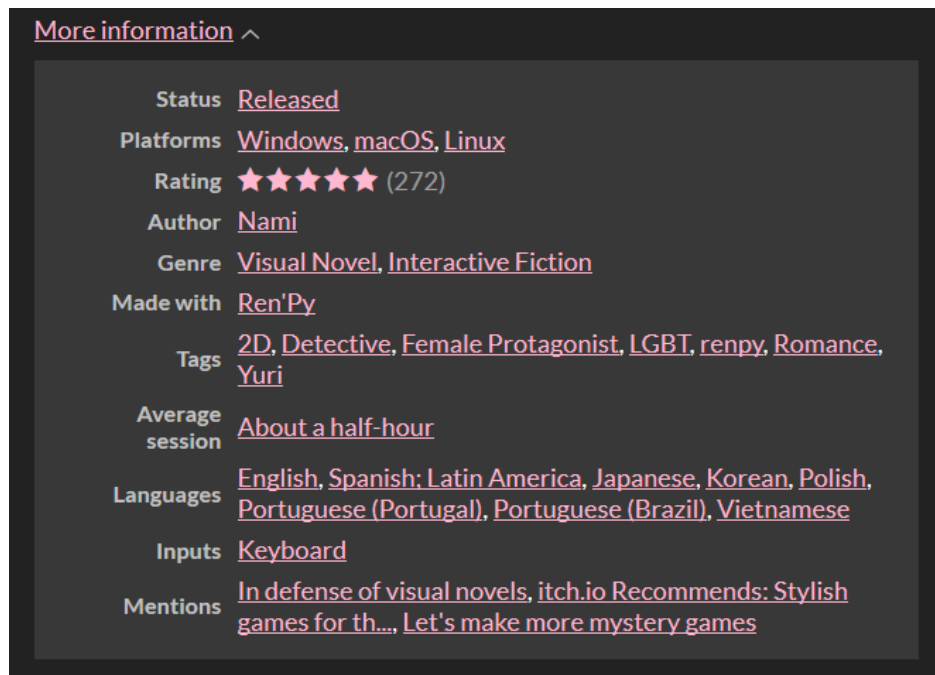 More information
Status Released
Platforms Windows, macOS, Linux
Rating (272)
Author Nami
Genre Visual Novel, Interactive Fiction
Made with Ren'Py
Tags 2D, Detective, Female Protagonist, LGBT, renpy, Romance,
Yuri
Average
session About a half-hour
Languages English, Spanish; Latin America, Japanese, Korean, Polish,
Portuguese (Portugal), Portuguese (Brazil), Vietnamese
Inputs Keyboard
Mentions In defense of visual novels, itch.io Recommends: Stylish
games for th..., Let's make more mystery games